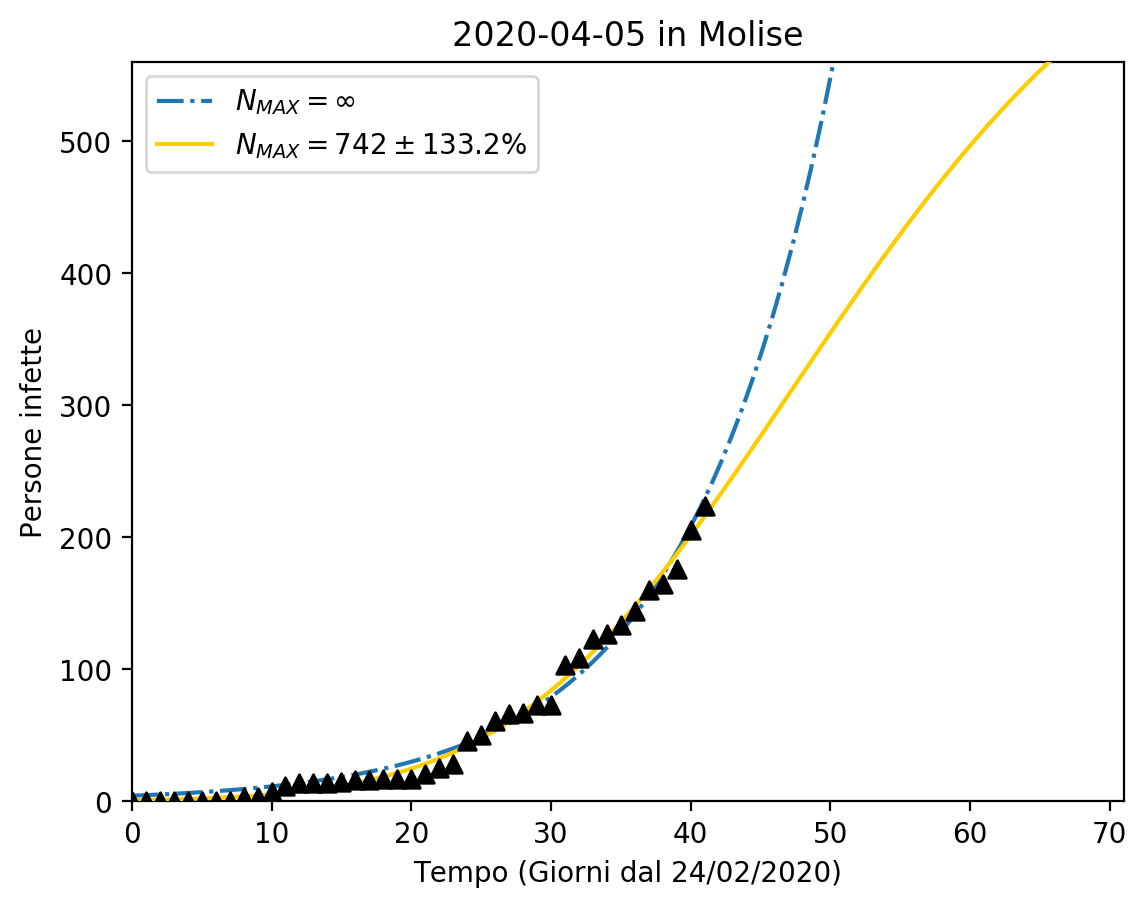 2020-04-05 in Molise
N_MAX = ∞
N_MAX = 742 ± 133.2%
500
400
300
200
100
0
Persone infette
0 10 20 30 40 50 60 70
Tempo (Giorni dal 24/02/2020)